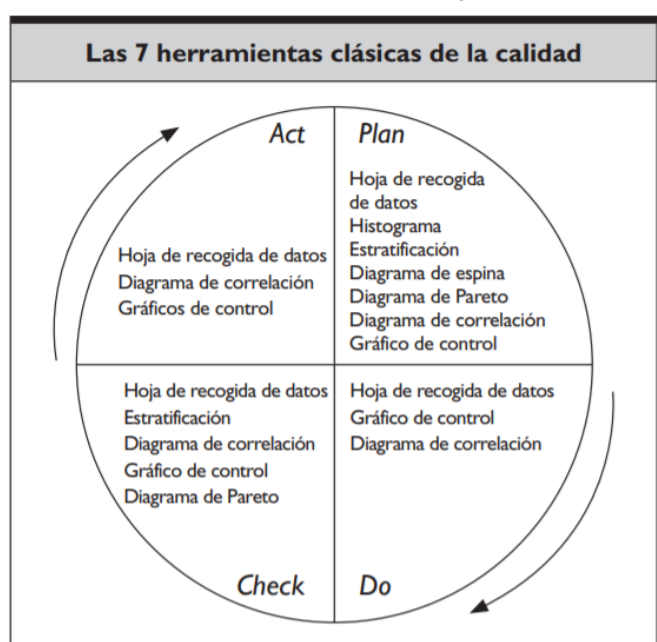 Las 7 herramientas clásicas de la calidad
Act
Hoja de recogida de datos
Diagrama de correlación
Gráficos de control
Plan
Hoja de recogida
de datos
Histograma
Estratificación
Diagrama de espina
Diagrama de Pareto
Diagrama de correlación
Gráfico de control
Hoja de recogida de datos
Estratificación
Diagrama de correlación
Gráfico de control
Diagrama de Pareto
Check
Hoja de recogida de datos
Gráfico de control
Diagrama de correlación
Do